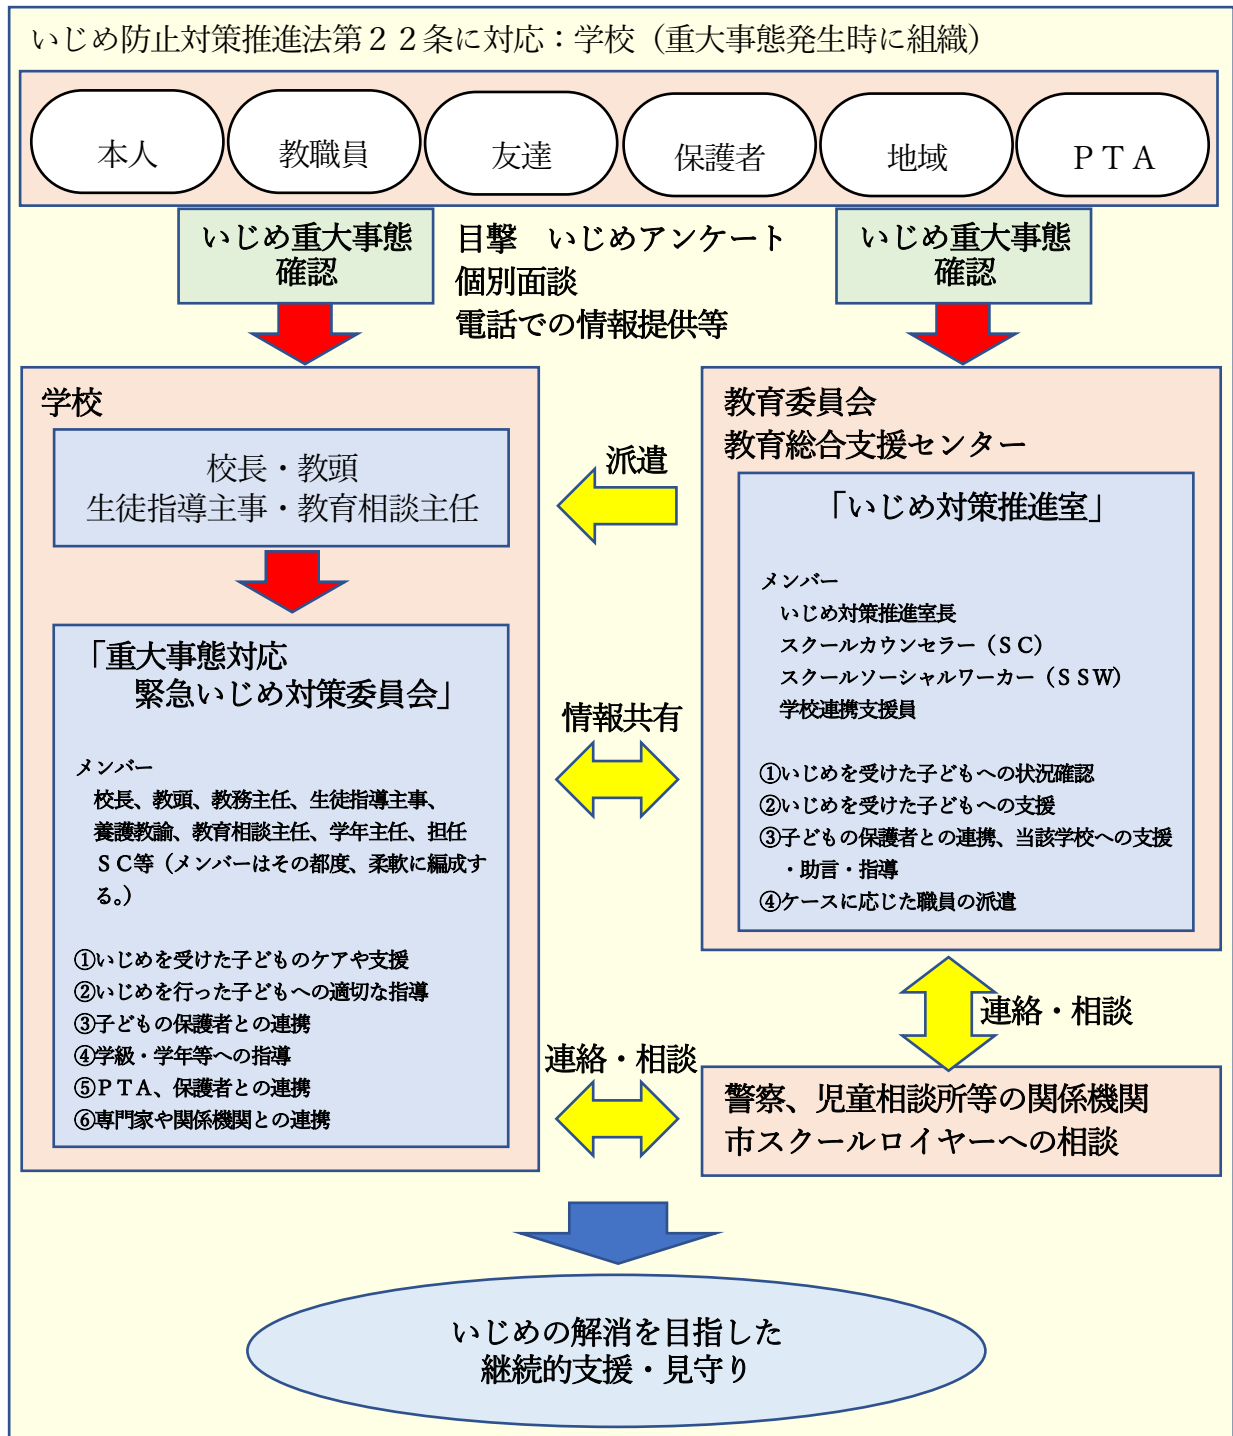 いじめ防止対策推進法第２２条に対応：学校（重大事態発生時に組織）
本人
教職員
友達
保護者
地域
ＰＴＡ
いじめ重大事態
確認
目撃　いじめアンケート
個別面談
電話での情報提供等
いじめ重大事態
確認
学校
校長・教頭
生徒指導主事・教育相談主任
「重大事態対応
緊急いじめ対策委員会」
メンバー
校長、教頭、教務主任、生徒指導主事、
養護教諭、教育相談主任、学年主任、担任
ＳＣ等（メンバーはその都度、柔軟に編成す
る。）
①いじめを受けた子どものケアや支援
②いじめを行った子どもへの適切な指導
③子どもの保護者との連携
④学級・学年等への指導
⑤ＰＴＡ、保護者との連携
⑥専門家や関係機関との連携
派遣
情報共有
連絡・相談
教育委員会
教育総合支援センター
「いじめ対策推進室」
メンバー
いじめ対策推進室長
スクールカウンセラー（ＳＣ）
スクールソーシャルワーカー（ＳＳＷ）
学校連携支援員
①いじめを受けた子どもへの状況確認
②いじめを受けた子どもへの支援
③子どもの保護者との連携、当該学校への支援
・助言・指導
④ケースに応じた職員の派遣
連絡・相談
警察、児童相談所等の関係機関
市スクールロイヤーへの相談
いじめの解消を目指した
継続的支援・見守り